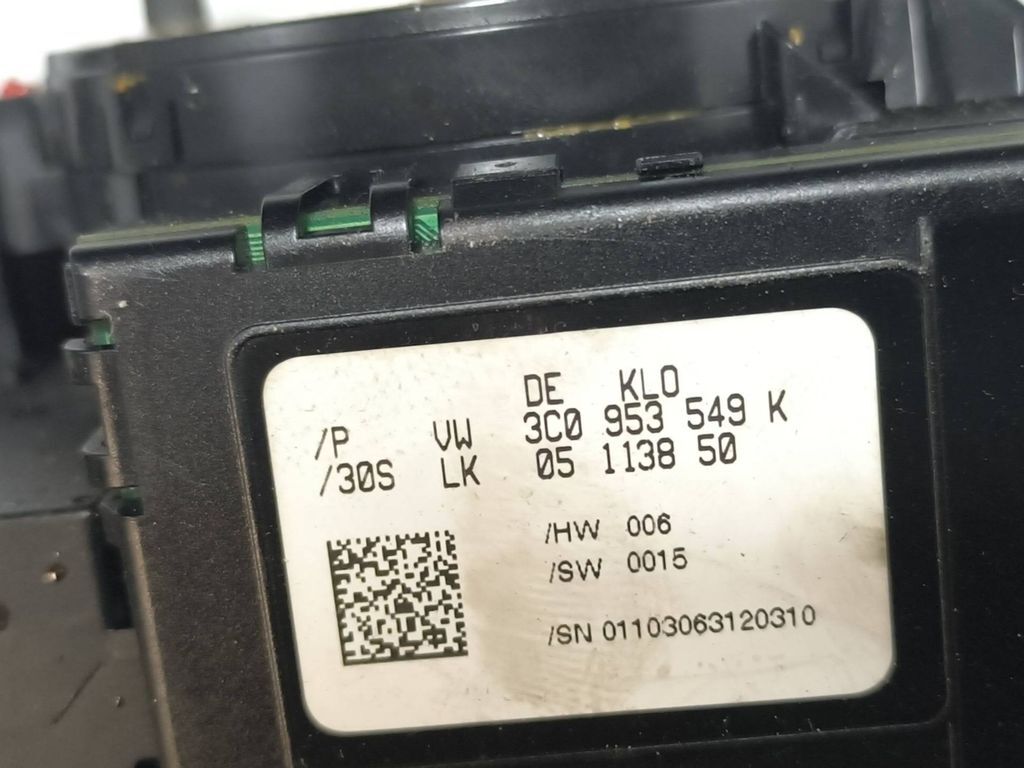 DE KLO
/P VW 3C0 953 549 K
/30S LK 05 1138 50
/HW 006
/SW 0015
/SN 01103063120310